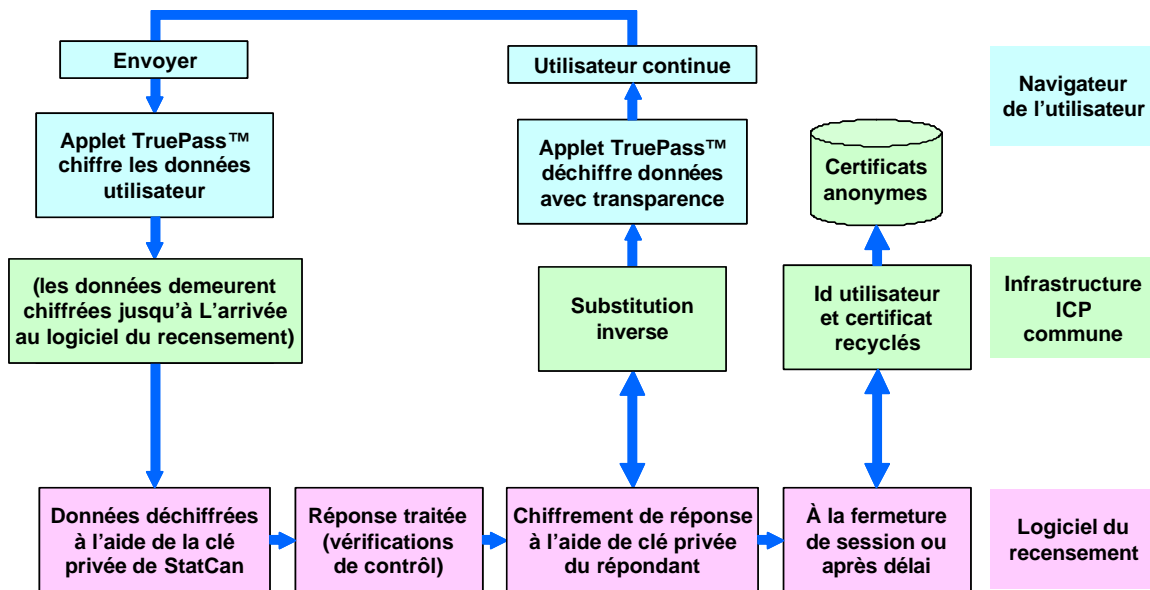 Envoyer
Utilisateur continue
Navigateur
de l'utilisateur
Applet TruePass™
chiffre les données
utilisateur
Applet TruePass™
déchiffre données
avec transparence
Certificats
anonymes
(les données demeurent
chiffrées jusqu'à L'arrivée
au logiciel du recensement)
Substitution
inverse
Id utilisateur
et certificat
recyclés
Infrastructure
ICP
commune
Données déchiffrées
à l'aide de la clé
privée de StatCan
Réponse traitée
(vérifications
de contrôl)
Chiffrement de réponse
à l'aide de clé privée
du répondant
À la fermeture
de session ou
après délai
Logiciel du
recensement